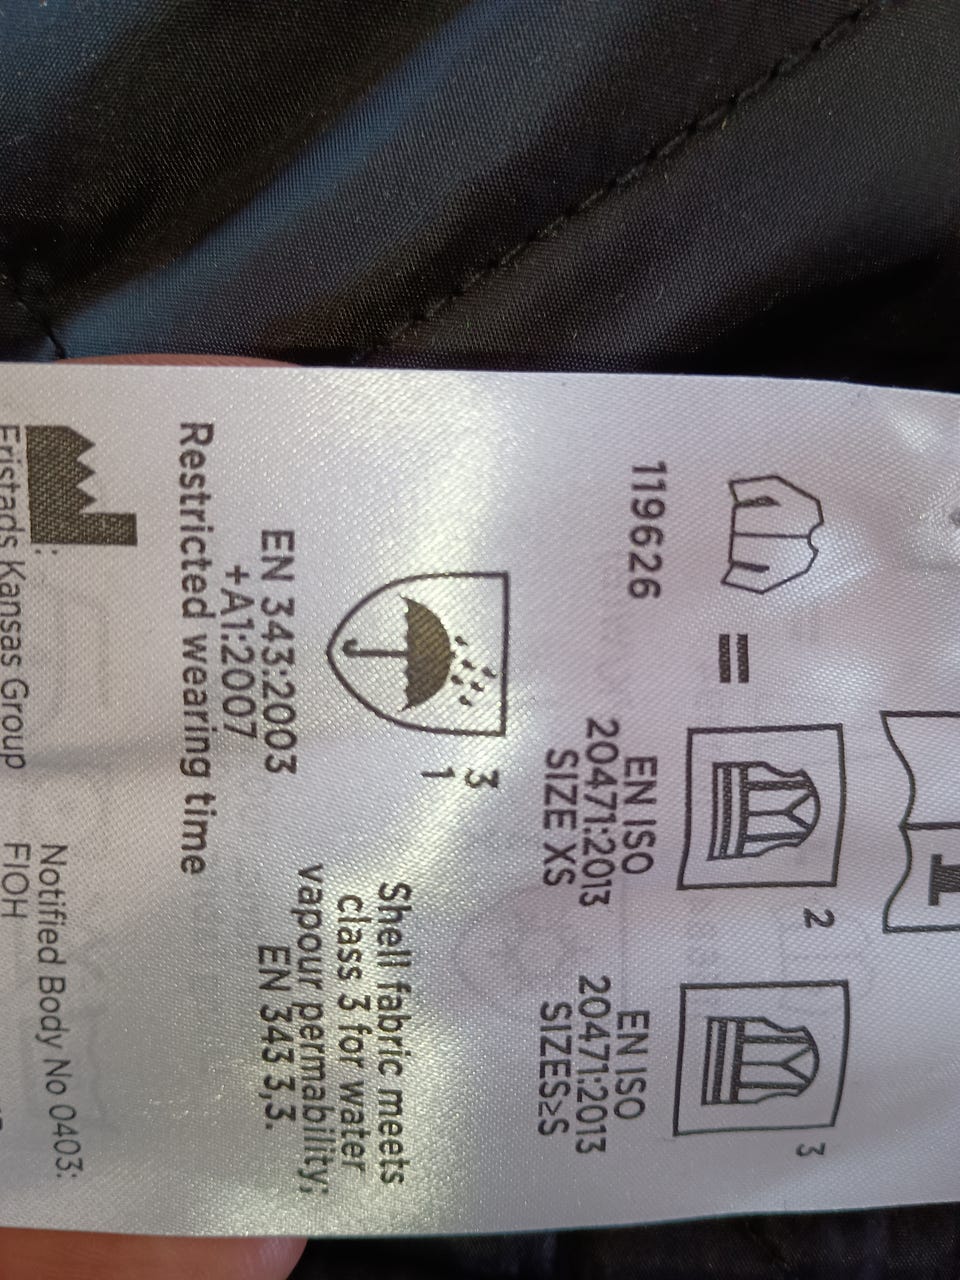 119626
=
2
EN ISO
20471:2013
SIZE XS
3
EN ISO
20471:2013
SIZES≥S
3
1
EN 343:2003
+A1:2007
Shell fabric meets
class 3 for water
vapour permability;
EN 343 3,3.
Restricted wearing time
:
Fristads Kansas Group
Notified Body No 0403:
FIOH